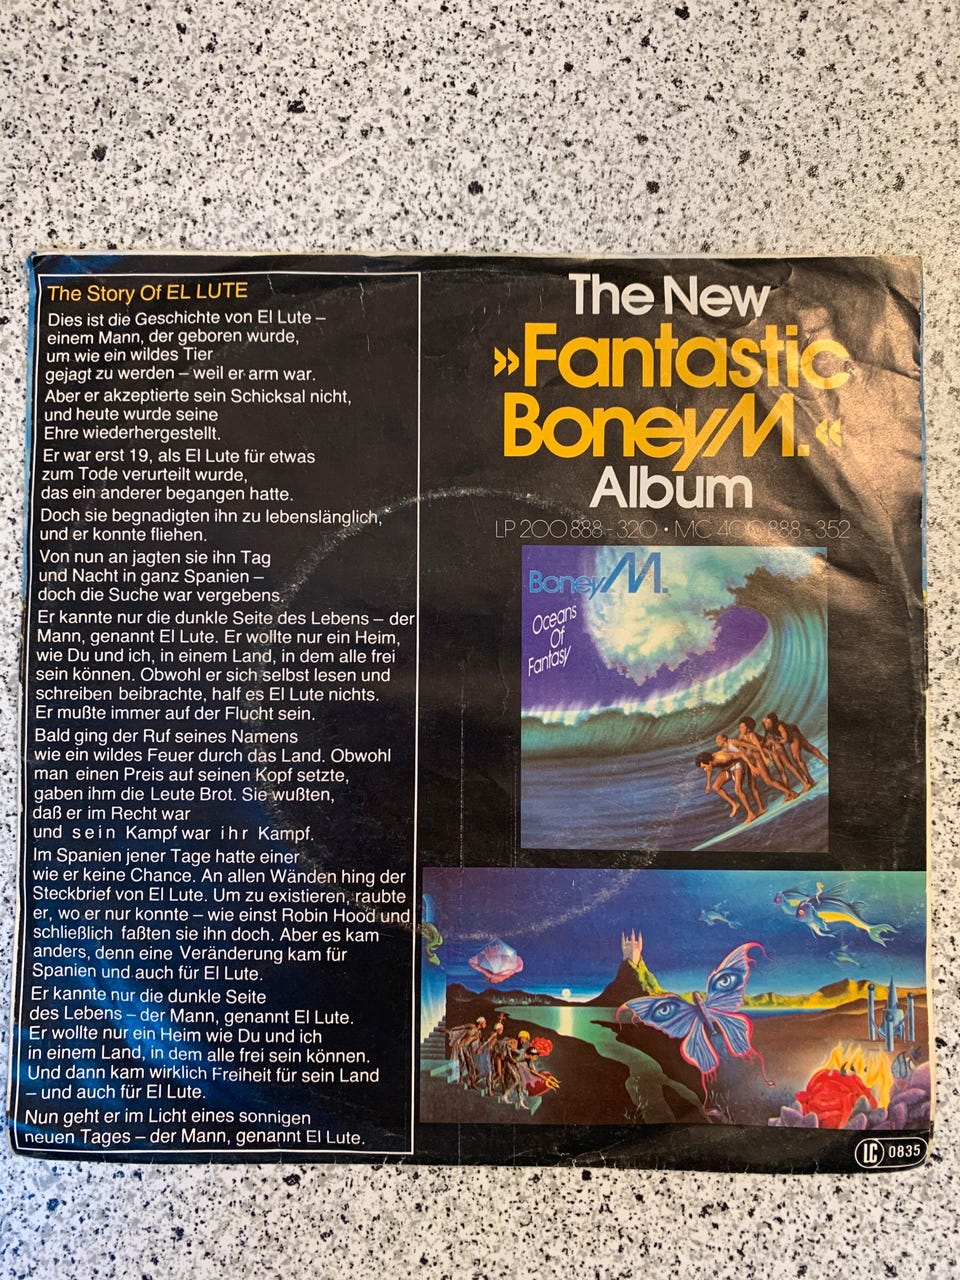 The Story Of EL LUTE
Dies ist die Geschichte von El Lute –
einem Mann, der geboren wurde,
um wie ein wildes Tier
gejagt zu werden – weil er arm war.
Aber er akzeptierte sein Schicksal nicht,
und heute wurde seine
Ehre wiederhergestellt.
Er war erst 19, als El Lute für etwas
zum Tode verurteilt wurde,
das ein anderer begangen hatte.
Doch sie begnadigten ihn zu lebenslänglich,
und er konnte fliehen.
Von nun an jagten sie ihn Tag
und Nacht in ganz Spanien –
doch die Suche war vergebens.
Er kannte nur die dunkle Seite des Lebens – der
Mann, genannt El Lute. Er wollte nur ein Heim,
wie Du und ich, in einem Land, in dem alle frei
sein können. Obwohl er sich selbst lesen und
schreiben beibrachte, half es El Lute nichts.
Er mußte immer auf der Flucht sein.
Bald ging der Ruf seines Namens
wie ein wildes Feuer durch das Land. Obwohl
man einen Preis auf seinen Kopf setzte,
gaben ihm die Leute Brot. Sie wußten,
daß er im Recht war
und s e i n Kampf war i h r Kampf.
Im Spanien jener Tage hatte einer
wie er keine Chance. An allen Wänden hing der
Steckbrief von El Lute. Um zu existieren, raubte
er, wo er nur konnte – wie einst Robin Hood und
schließlich faßten sie ihn doch. Aber es kam
anders, denn eine Veränderung kam für
Spanien und auch für El Lute.
Er kannte nur die dunkle Seite
des Lebens – der Mann, genannt El Lute.
Er wollte nur ein Heim wie Du und ich
in einem Land, in dem alle frei sein können.
Und dann kam wirklich Freiheit für sein Land
– und auch für El Lute.
Nun geht er im Licht eines sonnigen
neuen Tages – der Mann, genannt El Lute.
The New
»Fantastic
Boney M.«
Album
LP 200 888 - 320 • MC 400 888 - 352
Boney M.
Oceans
Of
Fantasy
LC 0835